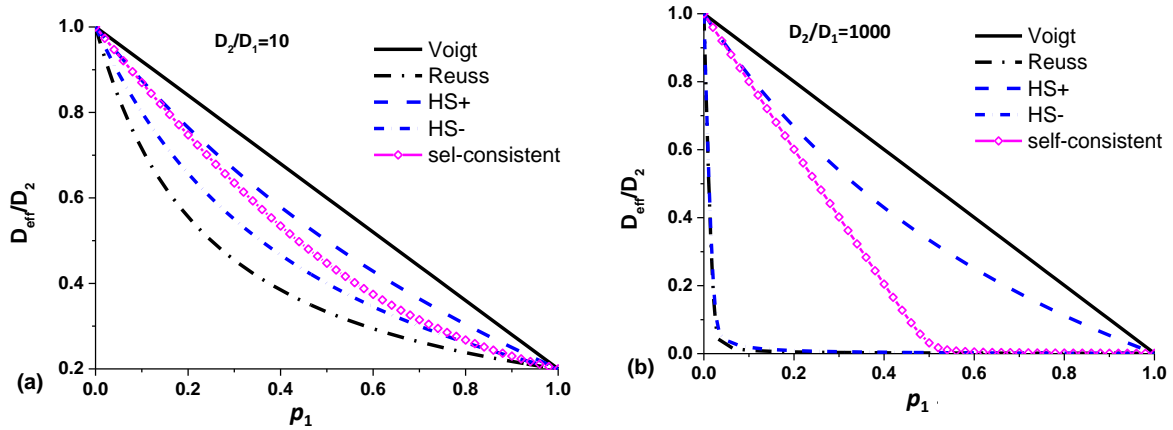 D2/D1=10
Voigt
Reuss
HS+
HS-
sel-consistent
1.0
0.8
0.6
0.4
0.2
Deff/D2
0.0 0.2 0.4 0.6 0.8 1.0
(a)
p1
D2/D1=1000
Voigt
Reuss
HS+
HS-
self-consistent
1.0
0.8
0.6
0.4
0.2
0.0
Deff/D2
0.0 0.2 0.4 0.6 0.8 1.0
(b)
p1